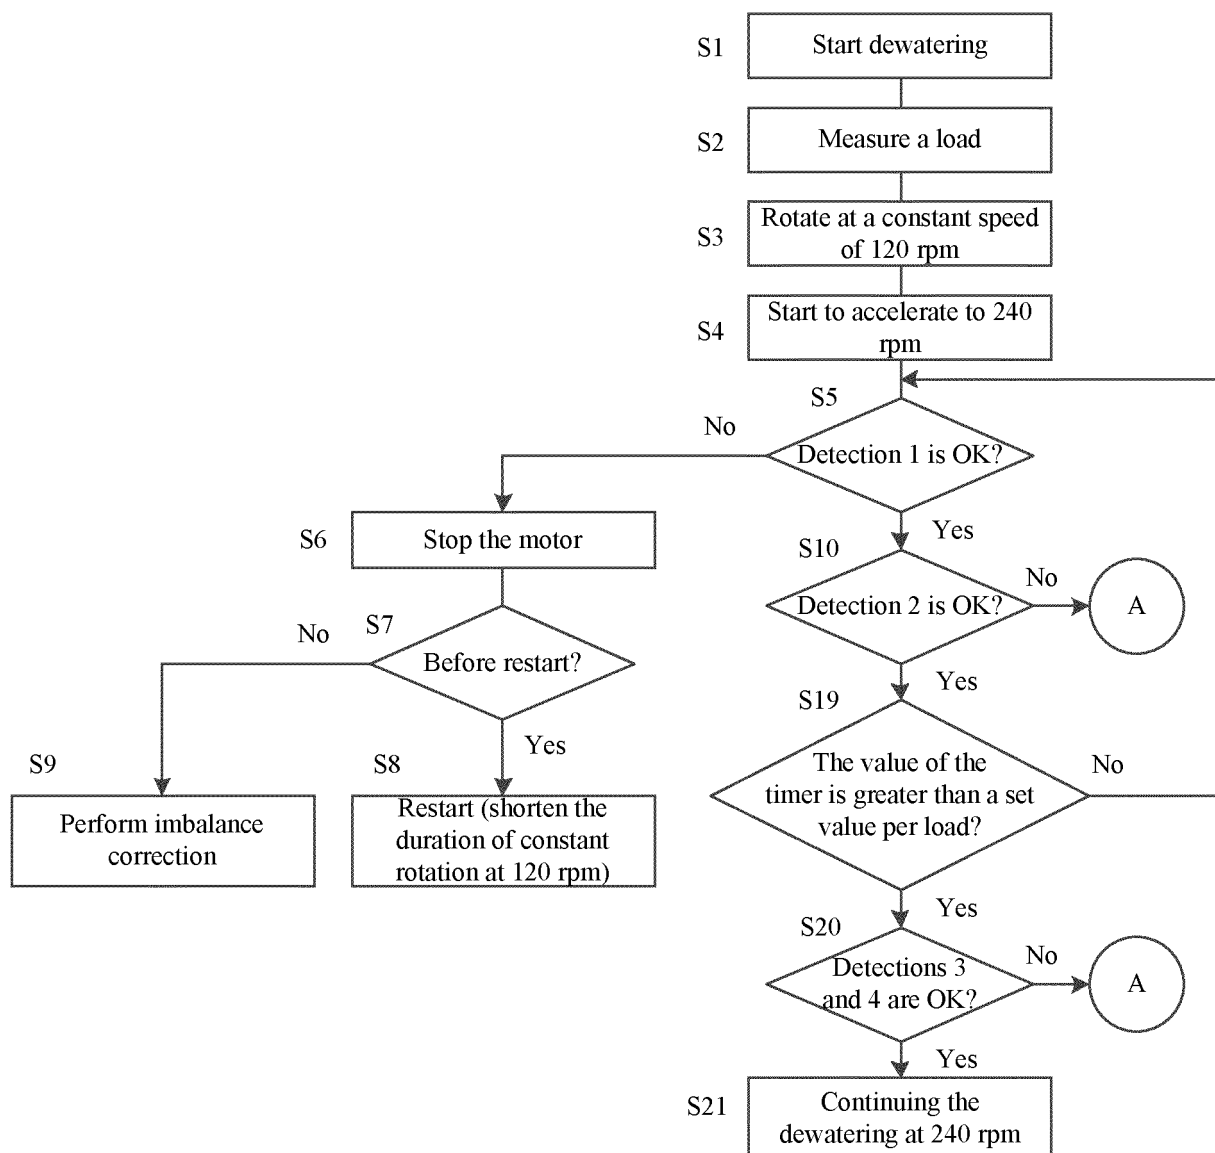 S1
Start dewatering
S2
Measure a load
S3
Rotate at a constant speed
of 120 rpm
S4
Start to accelerate to 240
rpm
S5
No
Detection 1 is OK?
Yes
S6
Stop the motor
S10
Detection 2 is OK?
No
A
Yes
S7
No
Before restart?
Yes
S9
Perform imbalance
correction
S8
Restart (shorten the
duration of constant
rotation at 120 rpm)
S19
The value of the
timer is greater than a set
value per load?
No
Yes
S20
Detections 3
and 4 are OK?
No
A
Yes
S21
Continuing the
dewatering at 240 rpm